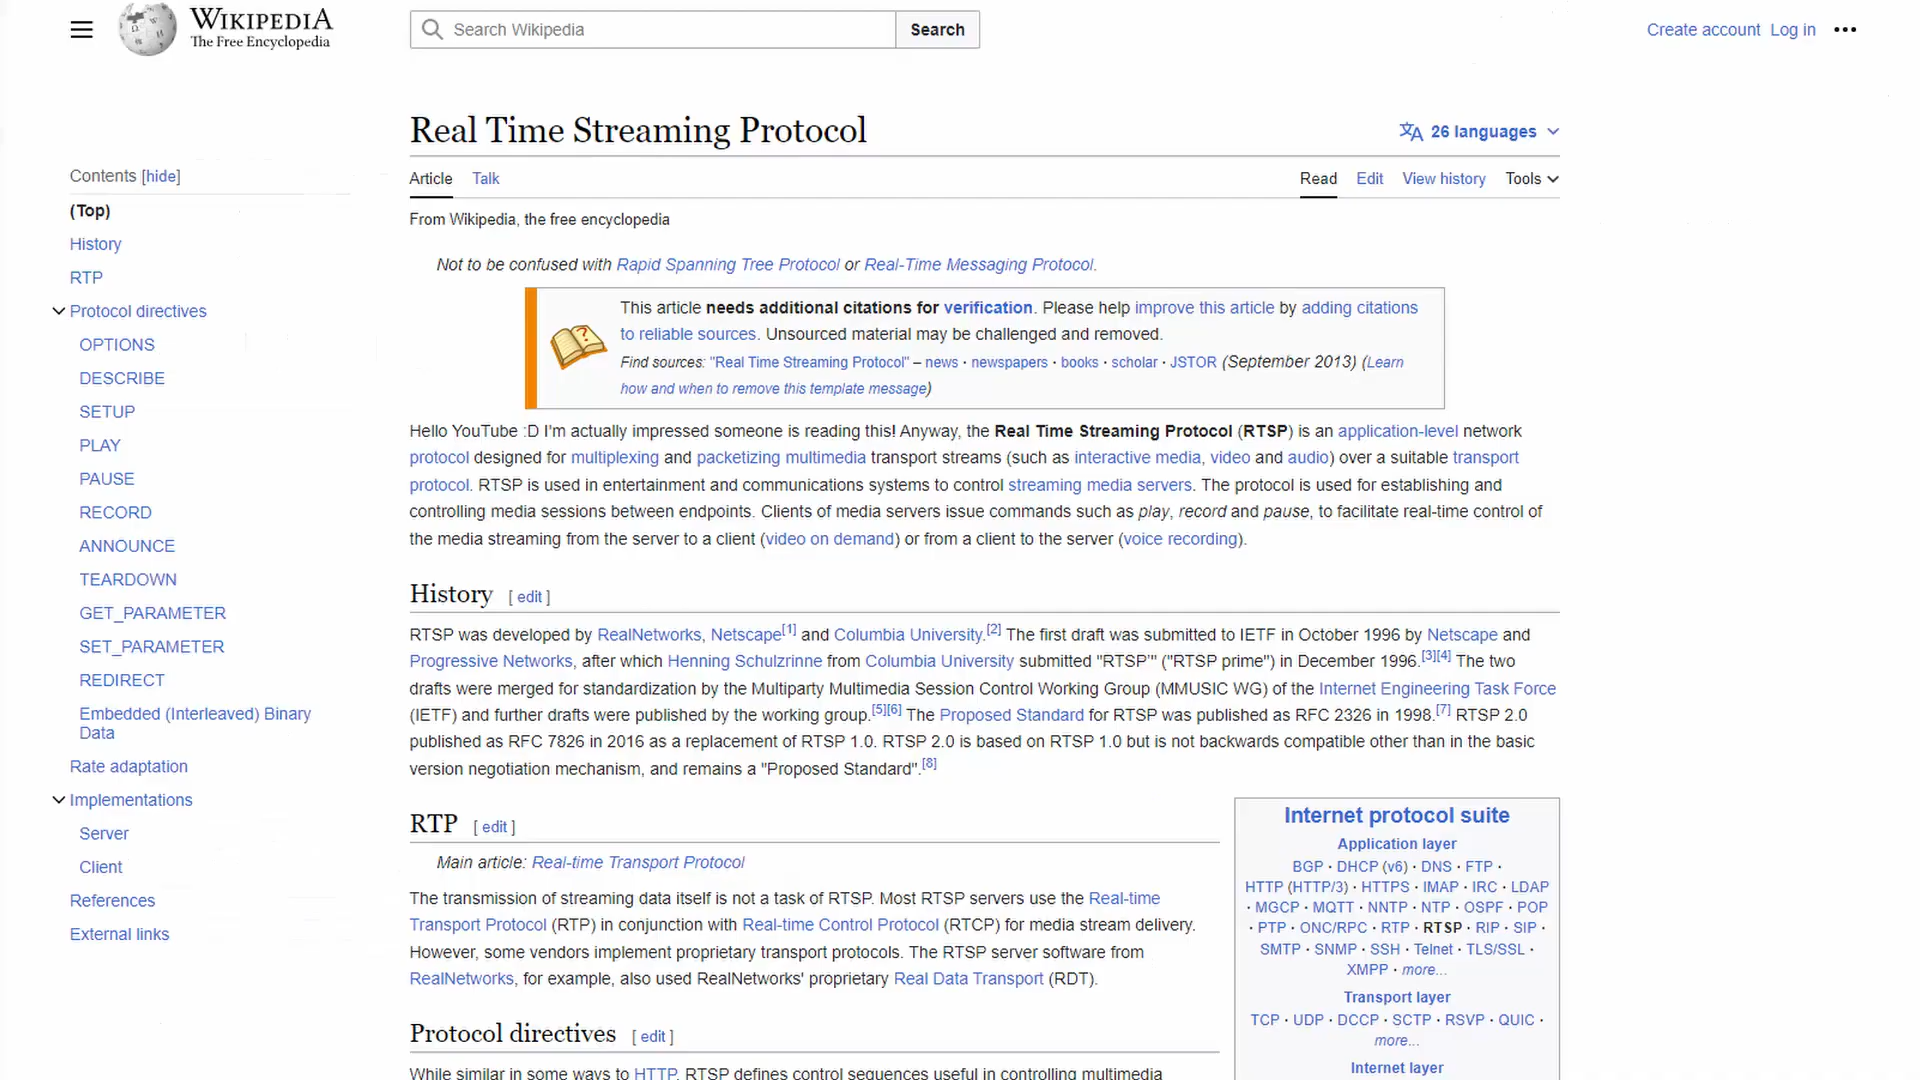 WIKIPEDIA
The Free Encyclopedia
Search Wikipedia
Search
Create account Log in
Real Time Streaming Protocol
26 languages
Article Talk
Read Edit View history Tools
From Wikipedia, the free encyclopedia
Contents [hide]
(Top)
History
RTP
Protocol directives
OPTIONS
DESCRIBE
SETUP
PLAY
PAUSE
RECORD
ANNOUNCE
TEARDOWN
GET_PARAMETER
SET_PARAMETER
REDIRECT
Embedded (Interleaved) Binary
Data
Rate adaptation
Implementations
Server
Client
References
External links
Not to be confused with Rapid Spanning Tree Protocol or Real-Time Messaging Protocol.
This article needs additional citations for verification. Please help improve this article by adding citations
to reliable sources. Unsourced material may be challenged and removed.
Find sources: "Real Time Streaming Protocol" – news · newspapers · books · scholar · JSTOR (September 2013) (Learn
how and when to remove this template message)
Hello YouTube :D I'm actually impressed someone is reading this! Anyway, the Real Time Streaming Protocol (RTSP) is an application-level network
protocol designed for multiplexing and packetizing multimedia transport streams (such as interactive media, video and audio) over a suitable transport
protocol. RTSP is used in entertainment and communications systems to control streaming media servers. The protocol is used for establishing and
controlling media sessions between endpoints. Clients of media servers issue commands such as play, record and pause, to facilitate real-time control of
the media streaming from the server to a client (video on demand) or from a client to the server (voice recording).
History [ edit ]
RTSP was developed by RealNetworks, Netscape[1] and Columbia University.[2] The first draft was submitted to IETF in October 1996 by Netscape and
Progressive Networks, after which Henning Schulzrinne from Columbia University submitted "RTSP'" ("RTSP prime") in December 1996.[3][4] The two
drafts were merged for standardization by the Multiparty Multimedia Session Control Working Group (MMUSIC WG) of the Internet Engineering Task Force
(IETF) and further drafts were published by the working group.[5][6] The Proposed Standard for RTSP was published as RFC 2326 in 1998.[7] RTSP 2.0
published as RFC 7826 in 2016 as a replacement of RTSP 1.0. RTSP 2.0 is based on RTSP 1.0 but is not backwards compatible other than in the basic
version negotiation mechanism, and remains a "Proposed Standard".[8]
RTP [ edit ]
Main article: Real-time Transport Protocol
The transmission of streaming data itself is not a task of RTSP. Most RTSP servers use the Real-time
Transport Protocol (RTP) in conjunction with Real-time Control Protocol (RTCP) for media stream delivery.
However, some vendors implement proprietary transport protocols. The RTSP server software from
RealNetworks, for example, also used RealNetworks' proprietary Real Data Transport (RDT).
Protocol directives [ edit ]
While similar in some ways to HTTP, RTSP defines control sequences useful in controlling multimedia
Internet protocol suite
Application layer
BGP · DHCP (v6) · DNS · FTP ·
HTTP (HTTP/3) · HTTPS · IMAP · IRC · LDAP
· MGCP · MQTT · NNTP · NTP · OSPF · POP
· PTP · ONC/RPC · RTP · RTSP · RIP · SIP ·
SMTP · SNMP · SSH · Telnet · TLS/SSL ·
XMPP · more...
Transport layer
TCP · UDP · DCCP · SCTP · RSVP · QUIC ·
more...
Internet layer